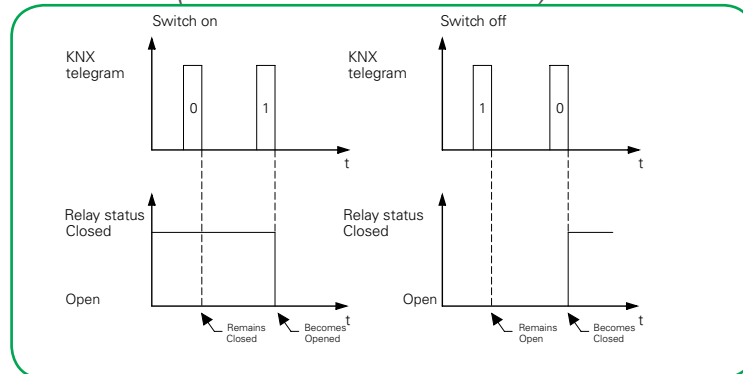 Switch on
KNX
telegram
0
1
t
Relay status
Closed
Open
t
Remains
Closed
Becomes
Opened
Switch off
KNX
telegram
1
0
t
Relay status
Closed
Open
t
Remains
Open
Becomes
Closed